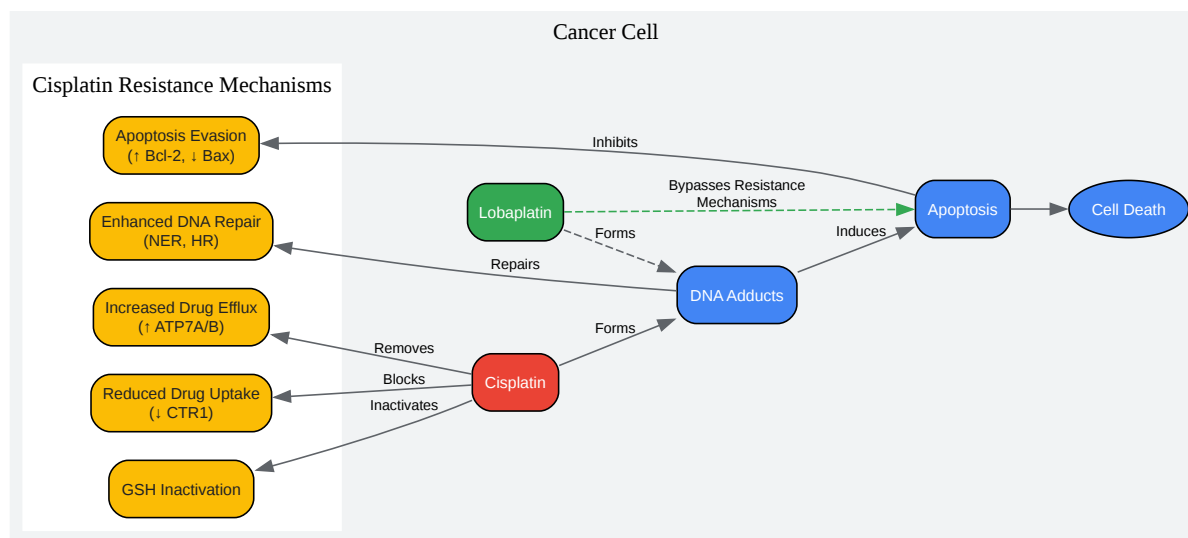 Cancer Cell
Cisplatin Resistance Mechanisms
Apoptosis Evasion
(↑ Bcl-2, ↓ Bax)
Inhibits
Bypasses Resistance
Mechanisms
Lobaplatin
Apoptosis
Cell Death
Enhanced DNA Repair
(NER, HR)
Forms
Induces
Repairs
DNA Adducts
Increased Drug Efflux
(↑ ATP7A/B)
Forms
Removes
Blocks
Cisplatin
Reduced Drug Uptake
(↓ CTR1)
Inactivates
GSH Inactivation